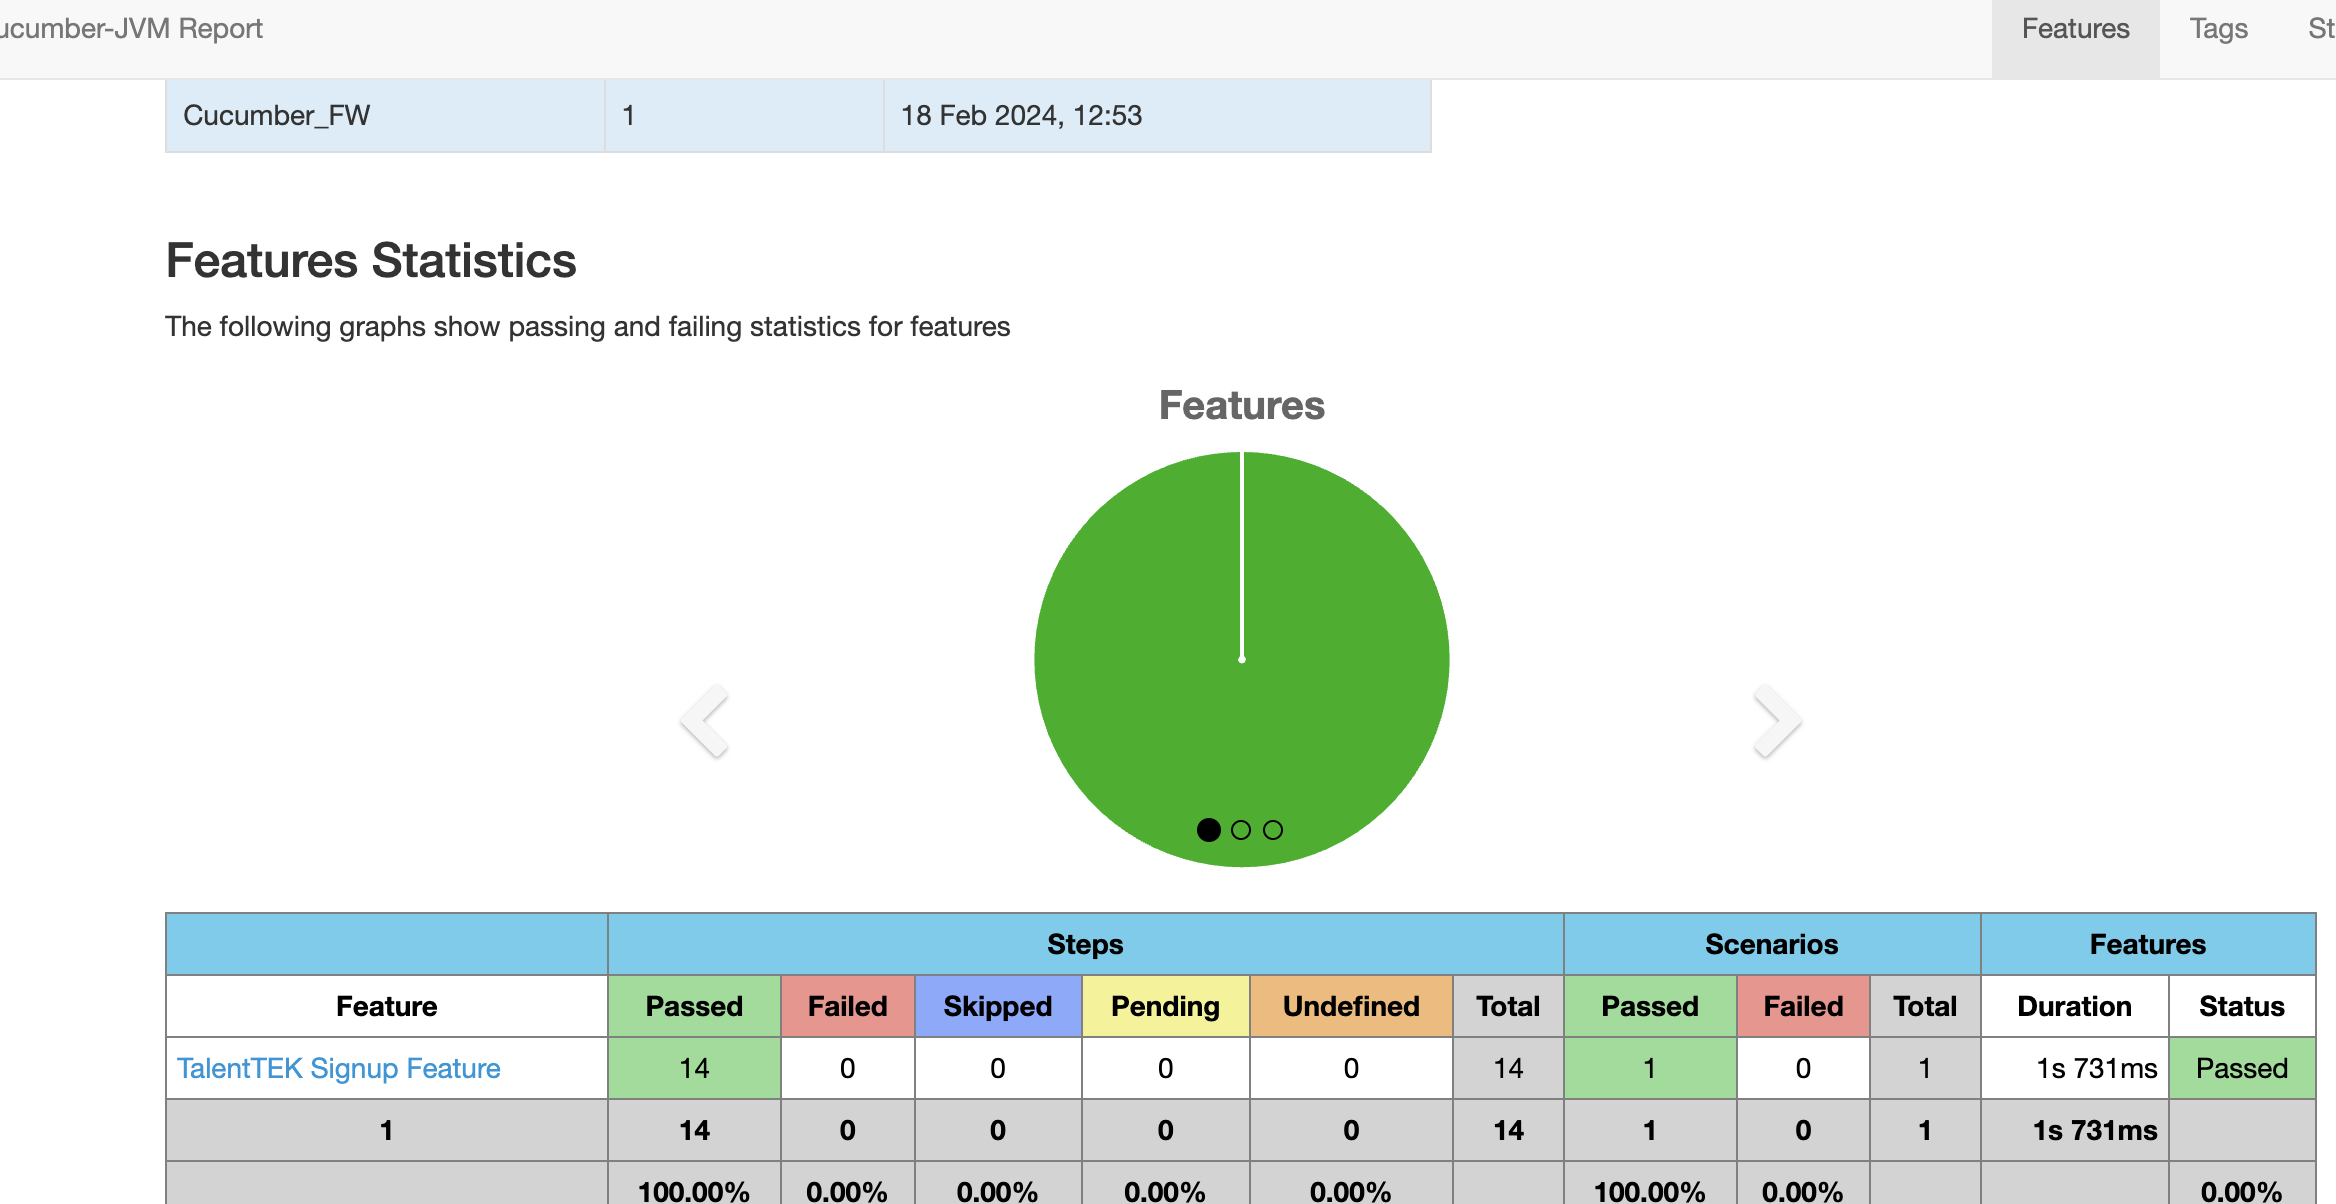 ucumber-JVM Report Features Tags St
Cucumber_FW 1 18 Feb 2024, 12:53
Features Statistics
The following graphs show passing and failing statistics for features
Features
Steps Scenarios Features
Feature Passed Failed Skipped Pending Undefined Total Passed Failed Total Duration Status
TalentTEK Signup Feature 14 0 0 0 0 14 1 0 1 1s 731ms Passed
1 14 0 0 0 0 14 1 0 1 1s 731ms
100.00% 0.00% 0.00% 0.00% 0.00% 100.00% 0.00% 0.00%